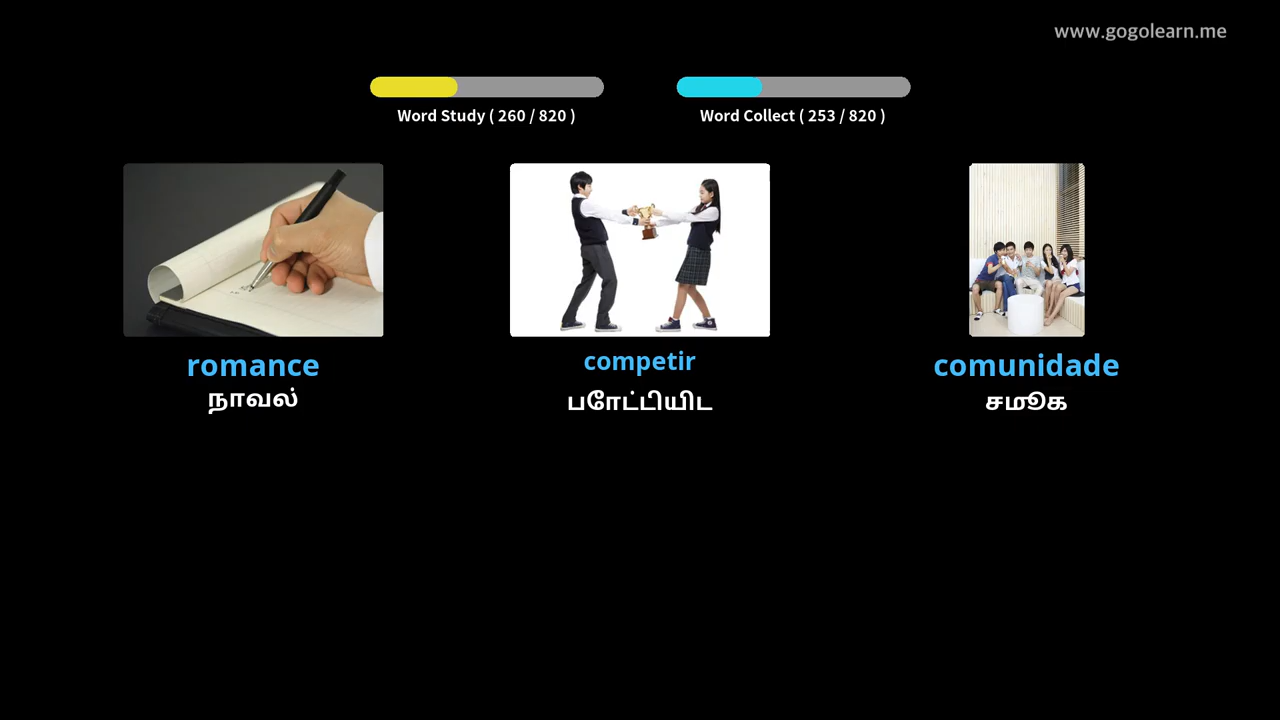 www.gogolearn.me
Word Study ( 260 / 820 )
Word Collect ( 253 / 820 )
romance
நாவல்
competir
போட்டியிட
comunidade
சமூக